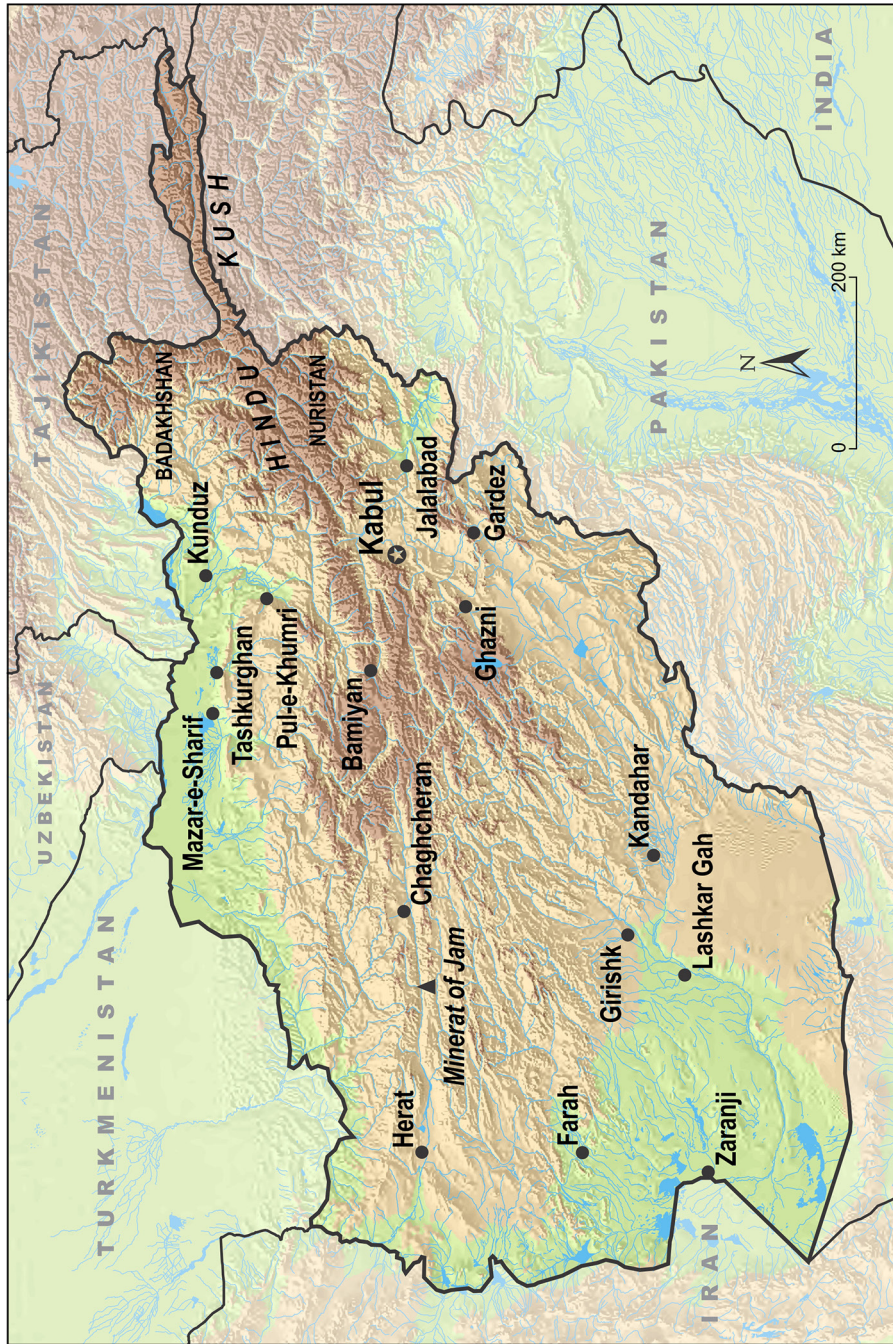 TAJIKISTAN
UZBEKISTAN
TURKMENISTAN
BADAKHSHAN
HINDU KUSH
NURISTAN
Kunduz
Tashkurghan
Mazar-e-Sharif
Pul-e-Khumri
Kabul
Jalalabad
Bamiyan
Chaghcheran
Minerat of Jam
Herat
Gardez
Ghazni
Farah
Girishk
Kandahar
Lashkar Gah
Zaranji
IRAN
PAKISTAN
INDIA
N
0 200 km